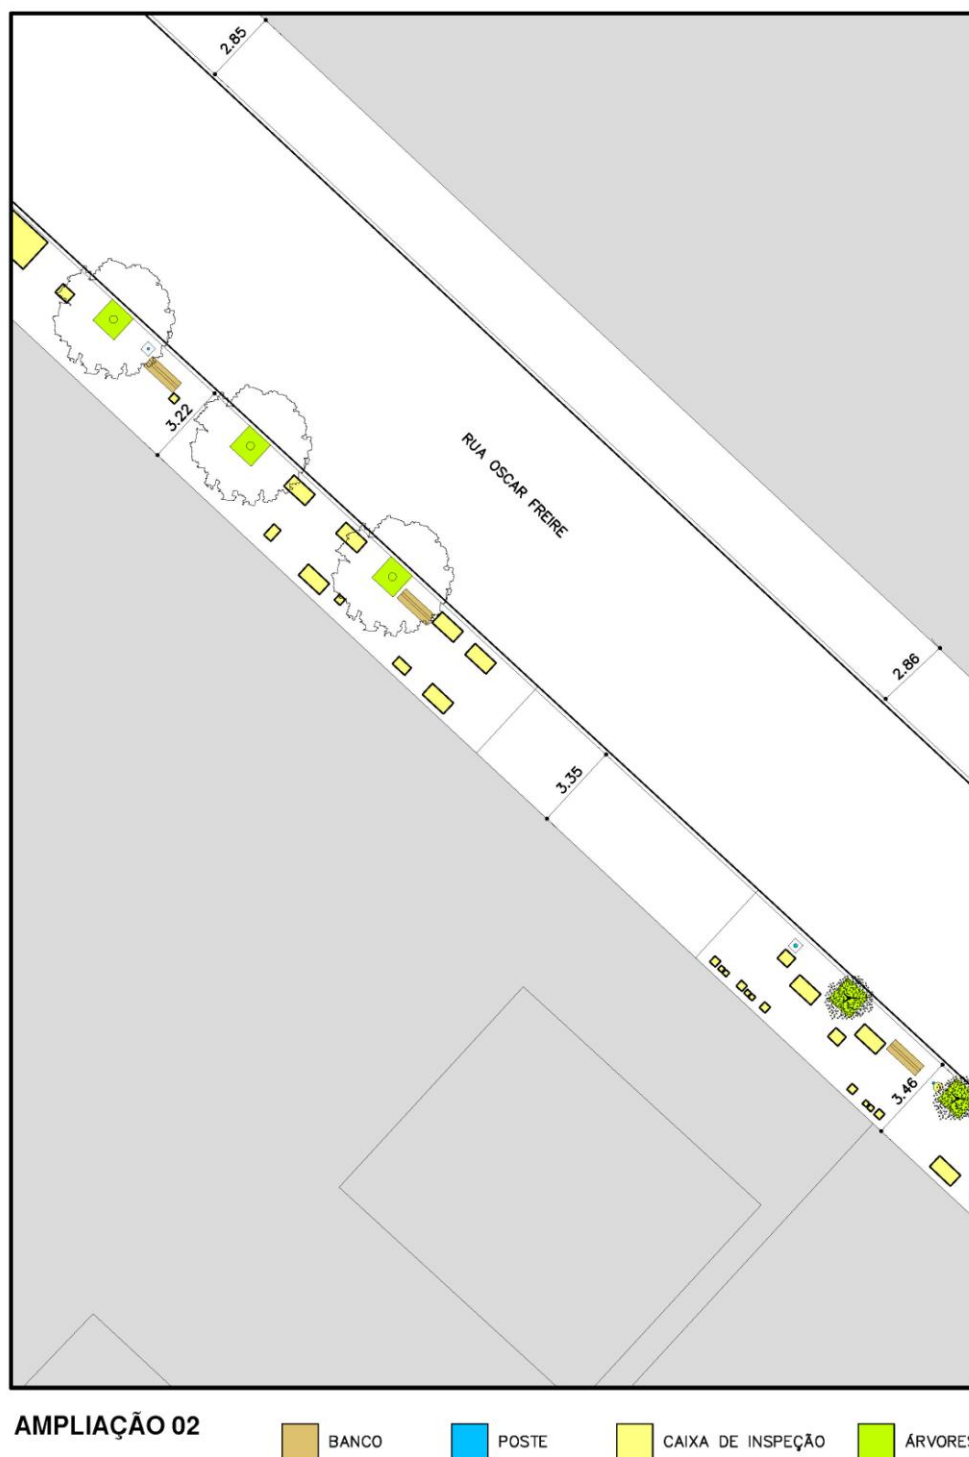 2.85
3.22
RUA OSCAR FREIRE
2.86
3.35
3.46
AMPLIAÇÃO 02
BANCO
POSTE
CAIXA DE INSPEÇÃO
ÁRVORES